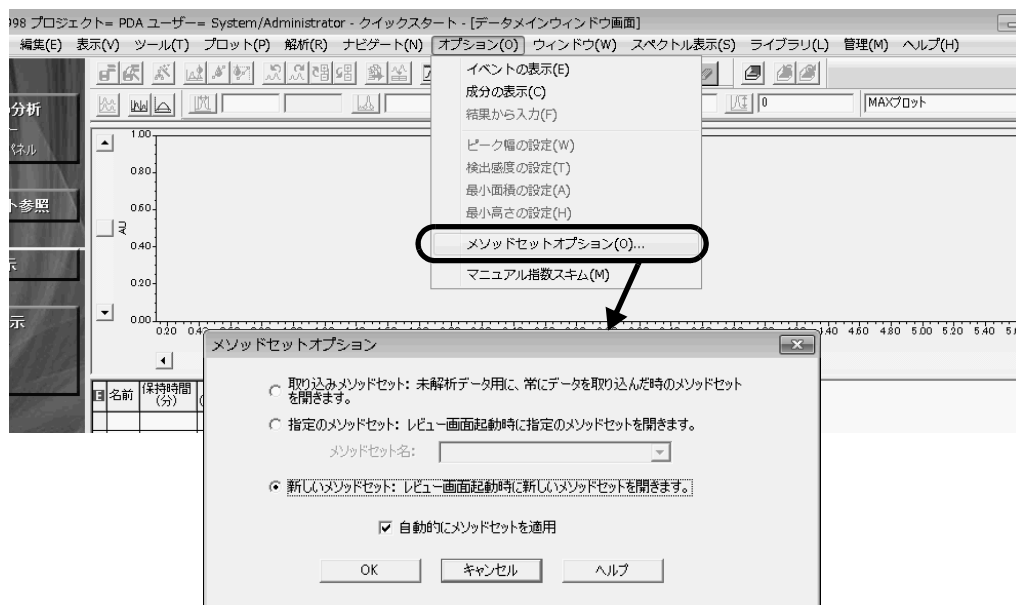 98 プロジェクト= PDA ユーザー= System/Administrator - クイックスタート - [データメインウィンドウ画面]
編集(E) 表示(V) ツール(T) プロット(P) 解析(R) ナビゲート(N) オプション(O) ウィンドウ(W) スペクトル表示(S) ライブラリ(L) 管理(M) ヘルプ(H)
イベントの表示(E)
成分の表示(C)
結果から入力(F)
ピーク幅の設定(W)
検出感度の設定(T)
最小面積の設定(A)
最小高さの設定(H)
メソッドセットオプション(O)...
マニュアル指数スキム(M)
0
MAXプロット
分析
パネル
ト参照
示
示
1.00
0.80
0.60
AU
0.40
0.20
0.00
0.20
4.60 4.80 5.00 5.20 5.40
名前 保持時間 (分)
メソッドセットオプション
取り込みメソッドセット: 未解析データ用に、常にデータを取り込んだ時のメソッドセット
を開きます。
指定のメソッドセット: レビュー画面起動時に指定のメソッドセットを開きます。
メソッドセット名:
新しいメソッドセット: レビュー画面起動時に新しいメソッドセットを開きます。
自動的にメソッドセットを適用
OK キャンセル ヘルプ